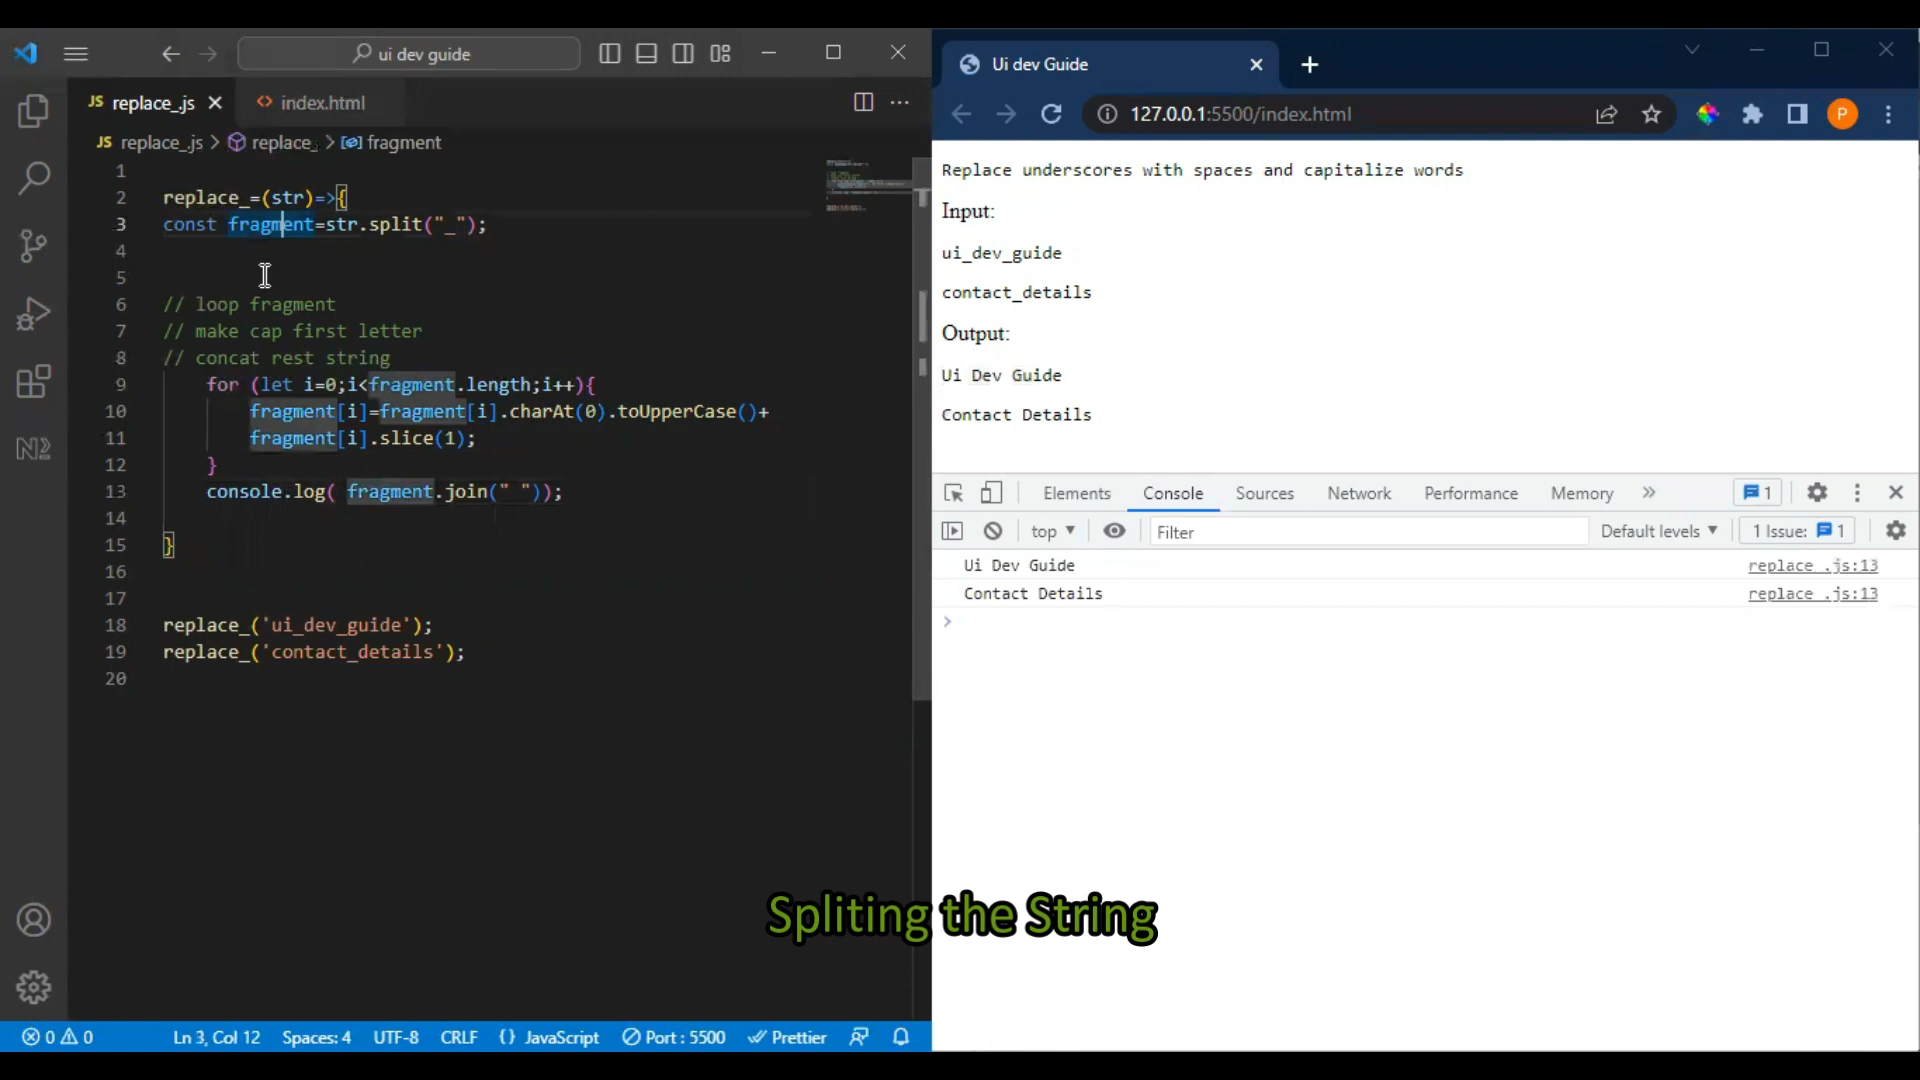 ui dev guide
JS replace_.js
index.html
JS replace_.js > replace_ > fragment
1
2 replace_=(str)=>{
3 const fragment=str.split("_");
4
5
6 // loop fragment
7 // make cap first letter
8 // concat rest string
9 for (let i=0;i<fragment.length;i++){
10 fragment[i]=fragment[i].charAt(0).toUpperCase()+
11 fragment[i].slice(1);
12 }
13 console.log( fragment.join(" "));
14
15 }
16
17
18 replace_('ui_dev_guide');
19 replace_('contact_details');
20
0 0 Ln 3, Col 12 Spaces: 4 UTF-8 CRLF {} JavaScript Port : 5500 Prettier
Ui dev Guide
127.0.0.1:5500/index.html
P
Replace underscores with spaces and capitalize words
Input:
ui_dev_guide
contact_details
Output:
Ui Dev Guide
Contact Details
Elements Console Sources Network Performance Memory » 1
top Filter Default levels 1 Issue: 1
Ui Dev Guide replace_.js:13
Contact Details replace_.js:13
Spliting the String